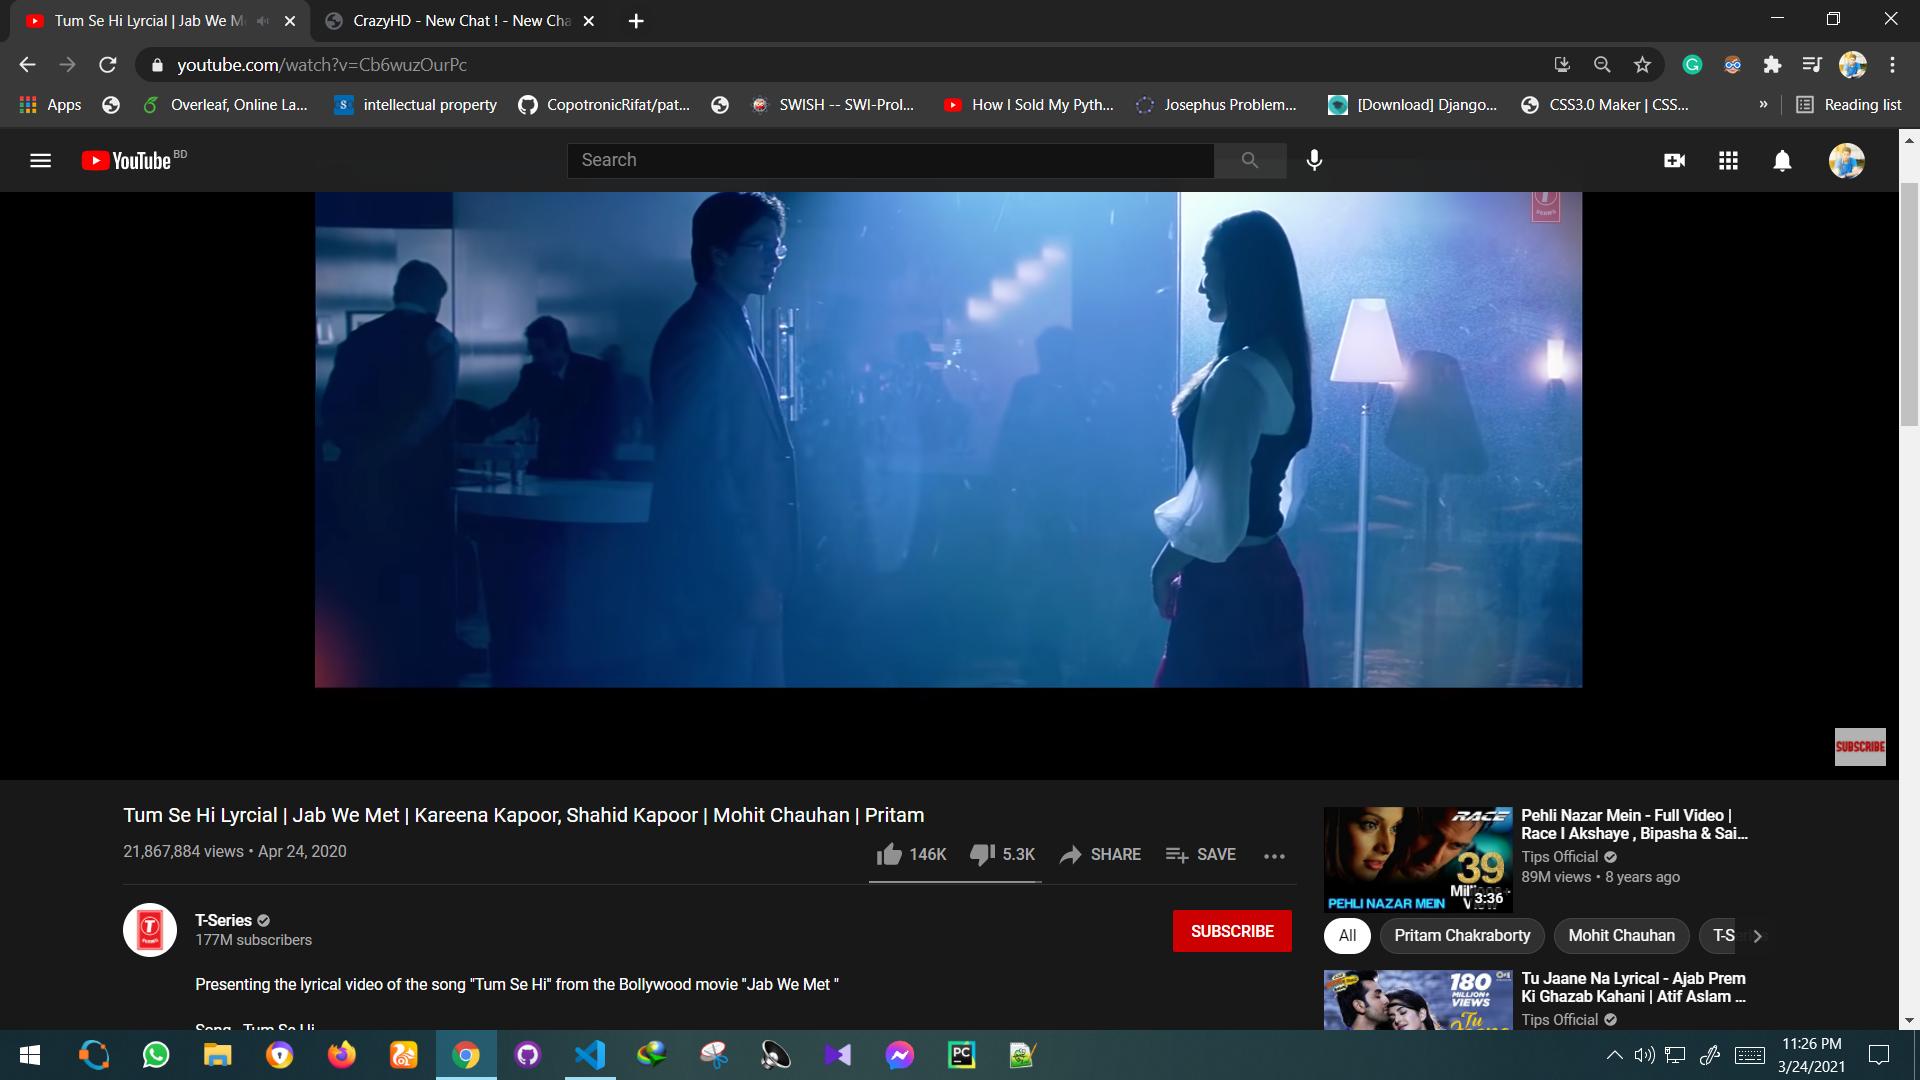 Tum Se Hi Lyrcial | Jab We M
CrazyHD - New Chat ! - New Cha
youtube.com/watch?v=Cb6wuzOurPc
Apps
Overleaf, Online La...
intellectual property
CopotronicRifat/pat...
SWISH -- SWI-Prol...
How I Sold My Pyth...
Josephus Problem...
[Download] Django...
CSS3.0 Maker | CSS...
»
Reading list
YouTube BD
Search
T
SERIES
SUBSCRIBE
Tum Se Hi Lyrcial | Jab We Met | Kareena Kapoor, Shahid Kapoor | Mohit Chauhan | Pritam
21,867,884 views • Apr 24, 2020
146K
5.3K
SHARE
SAVE
T-Series
177M subscribers
SUBSCRIBE
Presenting the lyrical video of the song "Tum Se Hi" from the Bollywood movie "Jab We Met "
Song - Tum Se Hi
RACE
39
PEHLI NAZAR MEIN
3:36
Pehli Nazar Mein - Full Video |
Race I Akshaye , Bipasha & Sai...
Tips Official
89M views • 8 years ago
All
Pritam Chakraborty
Mohit Chauhan
T-Series
180
MILLION+
VIEWS
Tu
Tu Jaane Na Lyrical - Ajab Prem
Ki Ghazab Kahani | Atif Aslam ...
Tips Official
PC
11:26 PM
3/24/2021